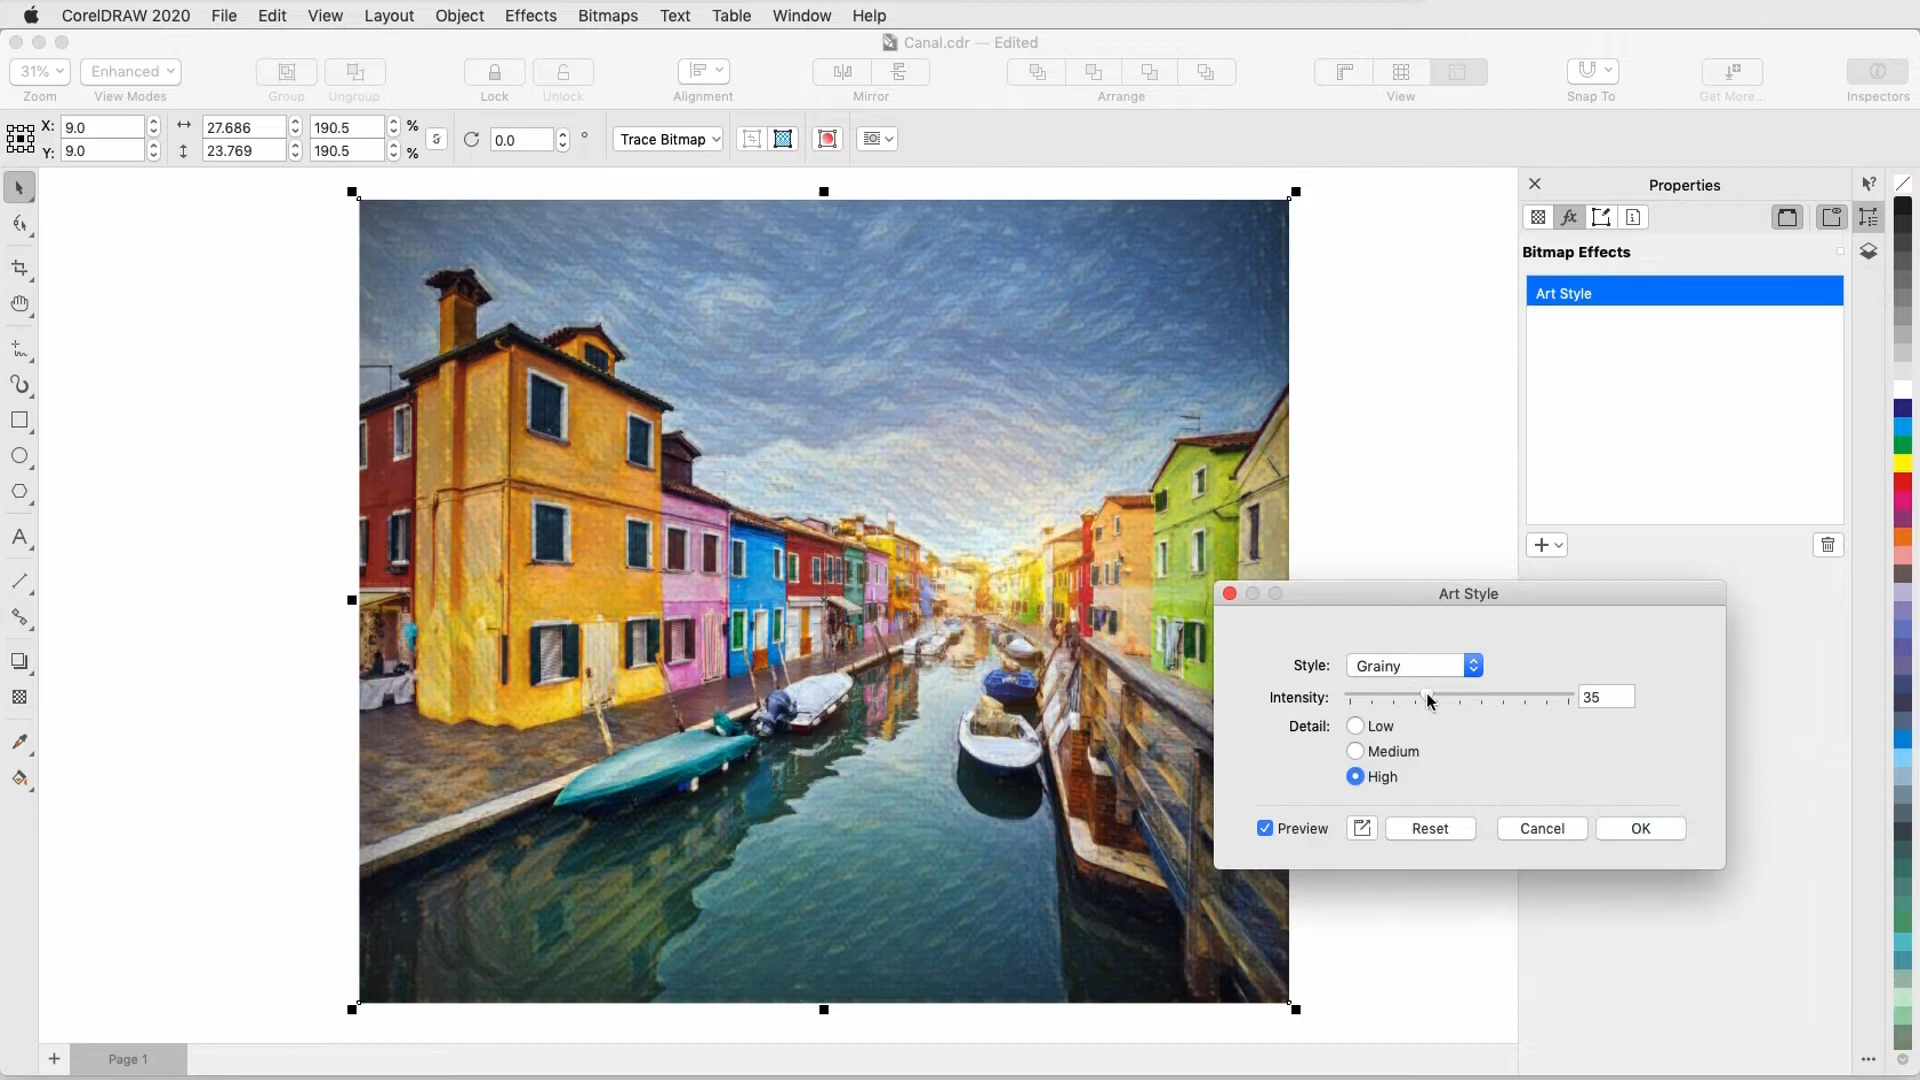 CorelDRAW 2020 File Edit View Layout Object Effects Bitmaps Text Table Window Help
Canal.cdr — Edited
31% Enhanced
Zoom View Modes Group Ungroup Lock Unlock Alignment Mirror Arrange View Snap To Get More... Inspectors
X: 9.0 27.686 190.5 %
Y: 9.0 23.769 190.5 %
0.0 °
Trace Bitmap
Properties
Bitmap Effects
Art Style
Art Style
Style: Grainy
Intensity: 35
Detail: Low
Medium
High
Preview Reset Cancel OK
Page 1